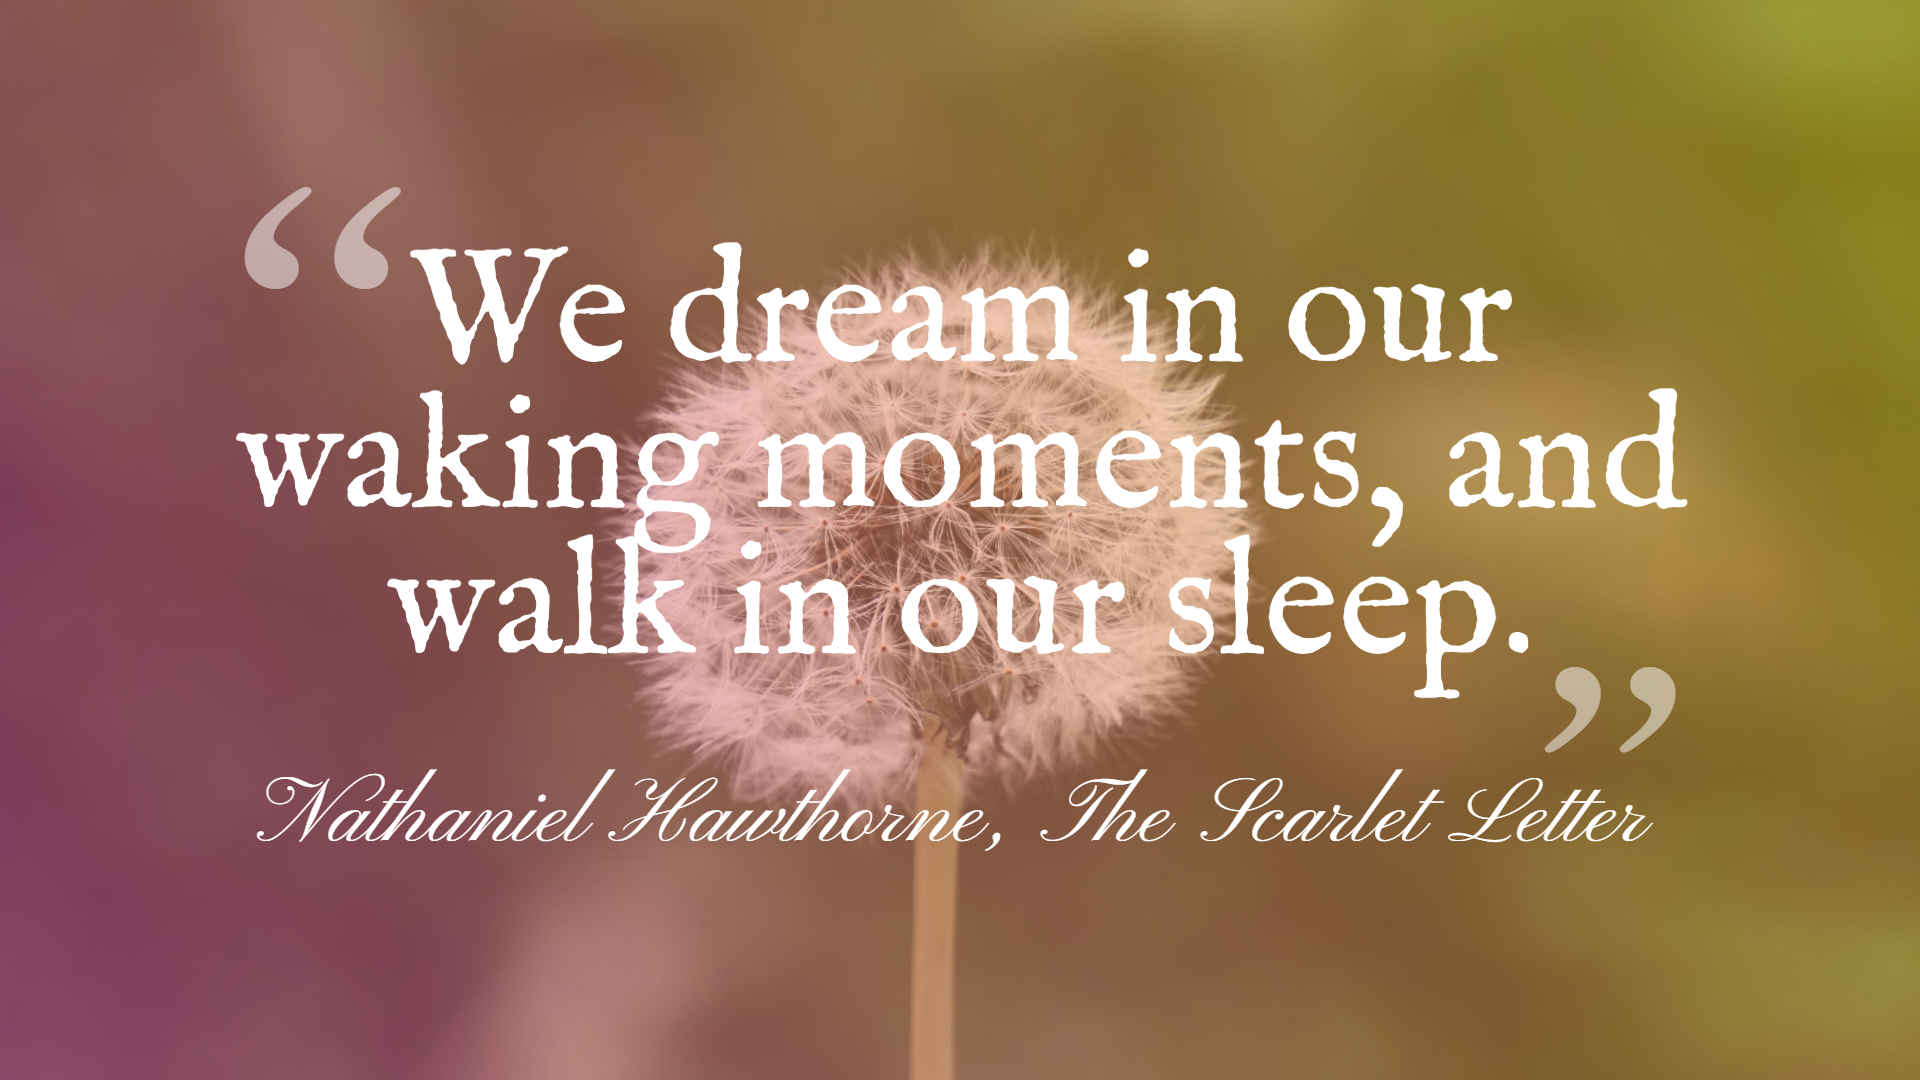 “We dream in our
waking moments, and
walk in our sleep.”
Nathaniel Hawthorne, The Scarlet Letter